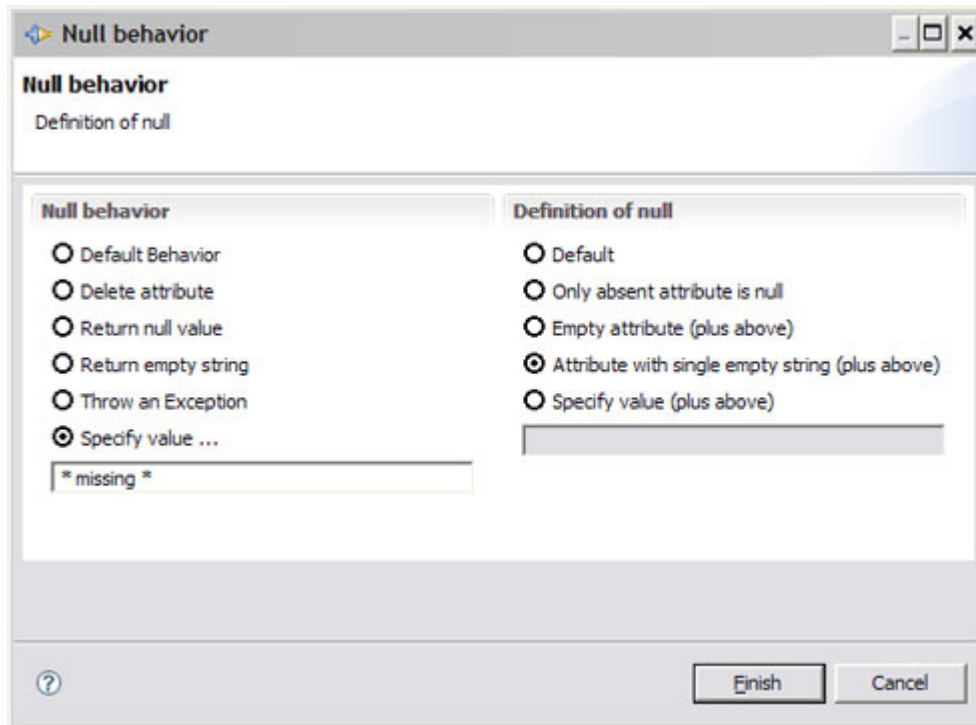 Null behavior
Null behavior
Definition of null
Null behavior
Default Behavior
Delete attribute
Return null value
Return empty string
Throw an Exception
Specify value ...
* missing *
Definition of null
Default
Only absent attribute is null
Empty attribute (plus above)
Attribute with single empty string (plus above)
Specify value (plus above)
?
Finish
Cancel